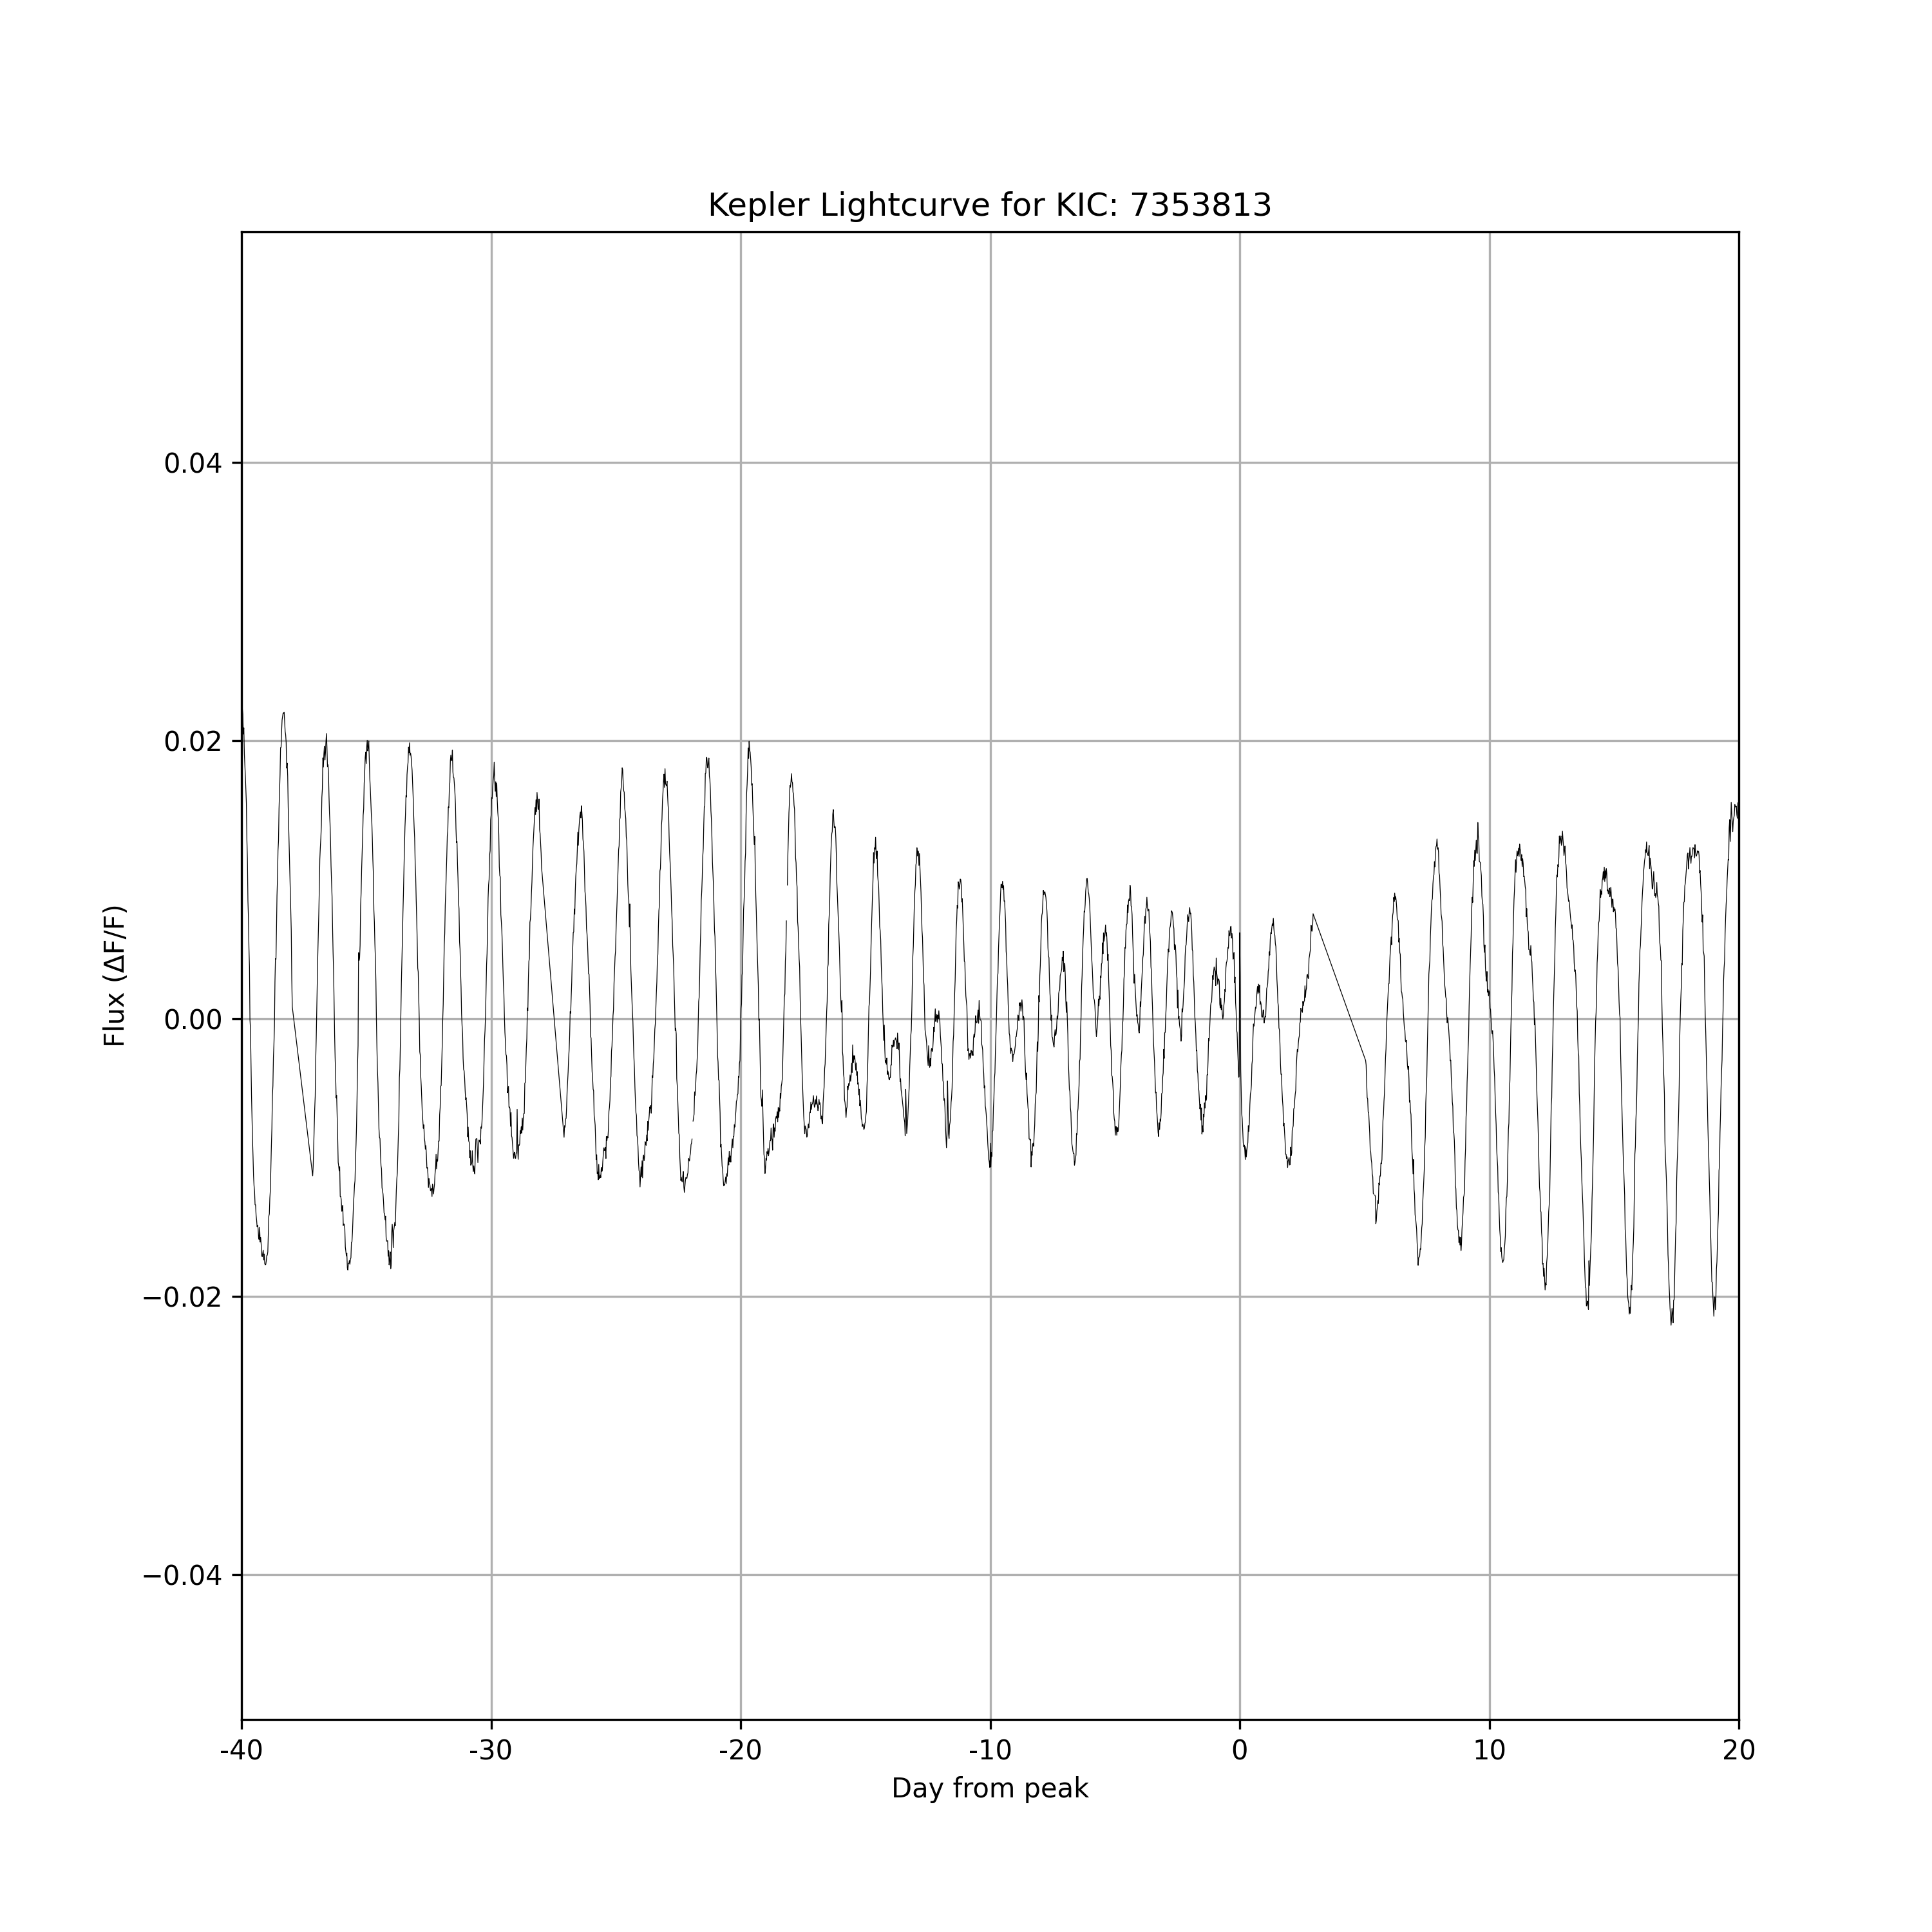 Kepler Lightcurve for KIC: 7353813
Flux (ΔF/F)
0.04
0.02
0.00
−0.02
−0.04
-40 -30 -20 -10 0 10 20
Day from peak